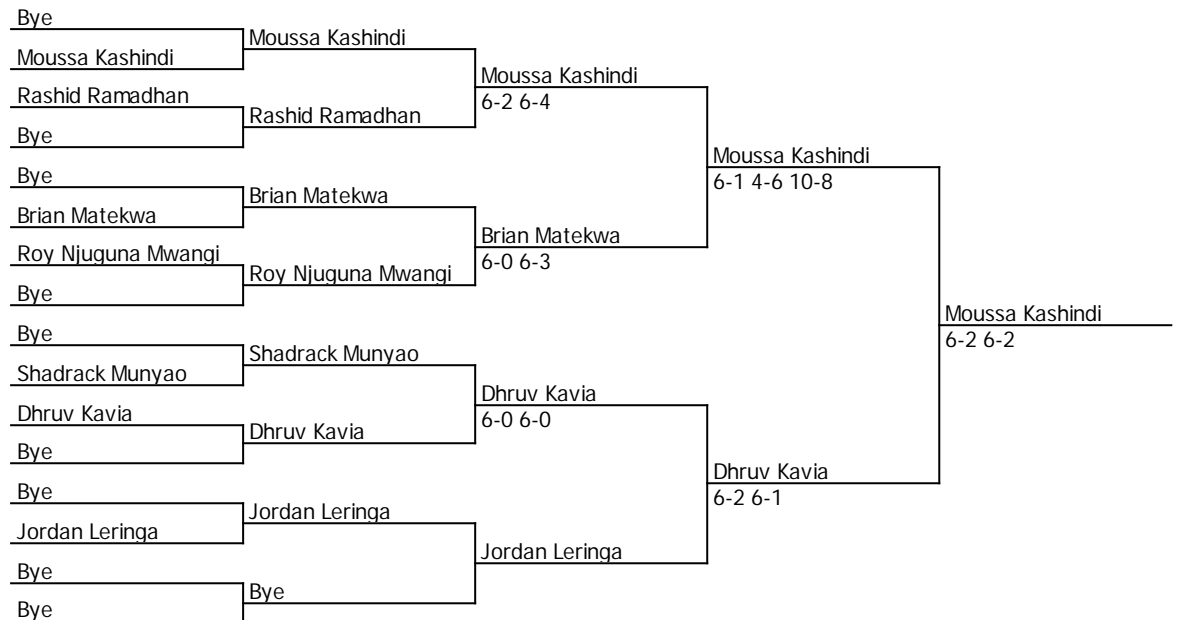 Bye
Moussa Kashindi
Moussa Kashindi
Moussa Kashindi
6-2 6-4
Rashid Ramadhan
Rashid Ramadhan
Bye
Moussa Kashindi
6-1 4-6 10-8
Bye
Brian Matekwa
Brian Matekwa
Brian Matekwa
6-0 6-3
Roy Njuguna Mwangi
Roy Njuguna Mwangi
Bye
Moussa Kashindi
6-2 6-2
Bye
Shadrack Munyao
Shadrack Munyao
Dhruv Kavia
6-0 6-0
Dhruv Kavia
Dhruv Kavia
Bye
Dhruv Kavia
6-2 6-1
Bye
Jordan Leringa
Jordan Leringa
Jordan Leringa
Bye
Bye
Bye